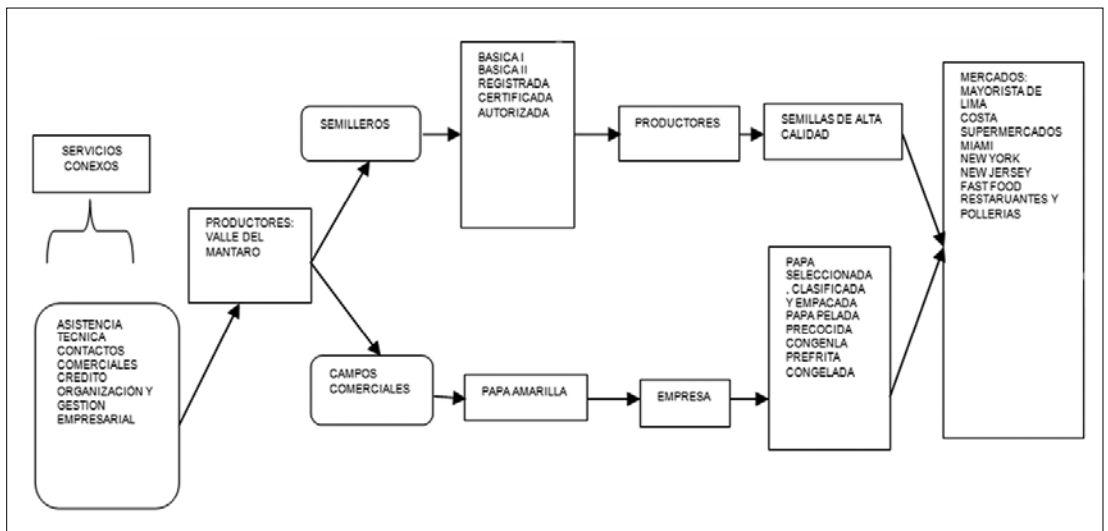 SERVICIOS
CONEXOS
ASISTENCIA
TECNICA
CONTACTOS
COMERCIALES
CREDITO
ORGANIZACIÓN Y
GESTION
EMPRESARIAL
PRODUCTORES:
VALLE DEL
MANTARO
SEMILLEROS
BASICA I
BASICA II
REGISTRADA
CERTIFICADA
AUTORIZADA
PRODUCTORES
SEMILLAS DE ALTA
CALIDAD
CAMPOS
COMERCIALES
PAPA AMARILLA
EMPRESA
PAPA
SELECCIONADA
, CLASIFICADA
Y EMPACADA
PAPA PELADA
PRECOCIDA
CONGENLA
PREFRITA
CONGELADA
MERCADOS:
MAYORISTA DE
LIMA
COSTA
SUPERMERCADOS
MIAMI
NEW YORK
NEW JERSEY
FAST FOOD
RESTARUANTES Y
POLLERIAS